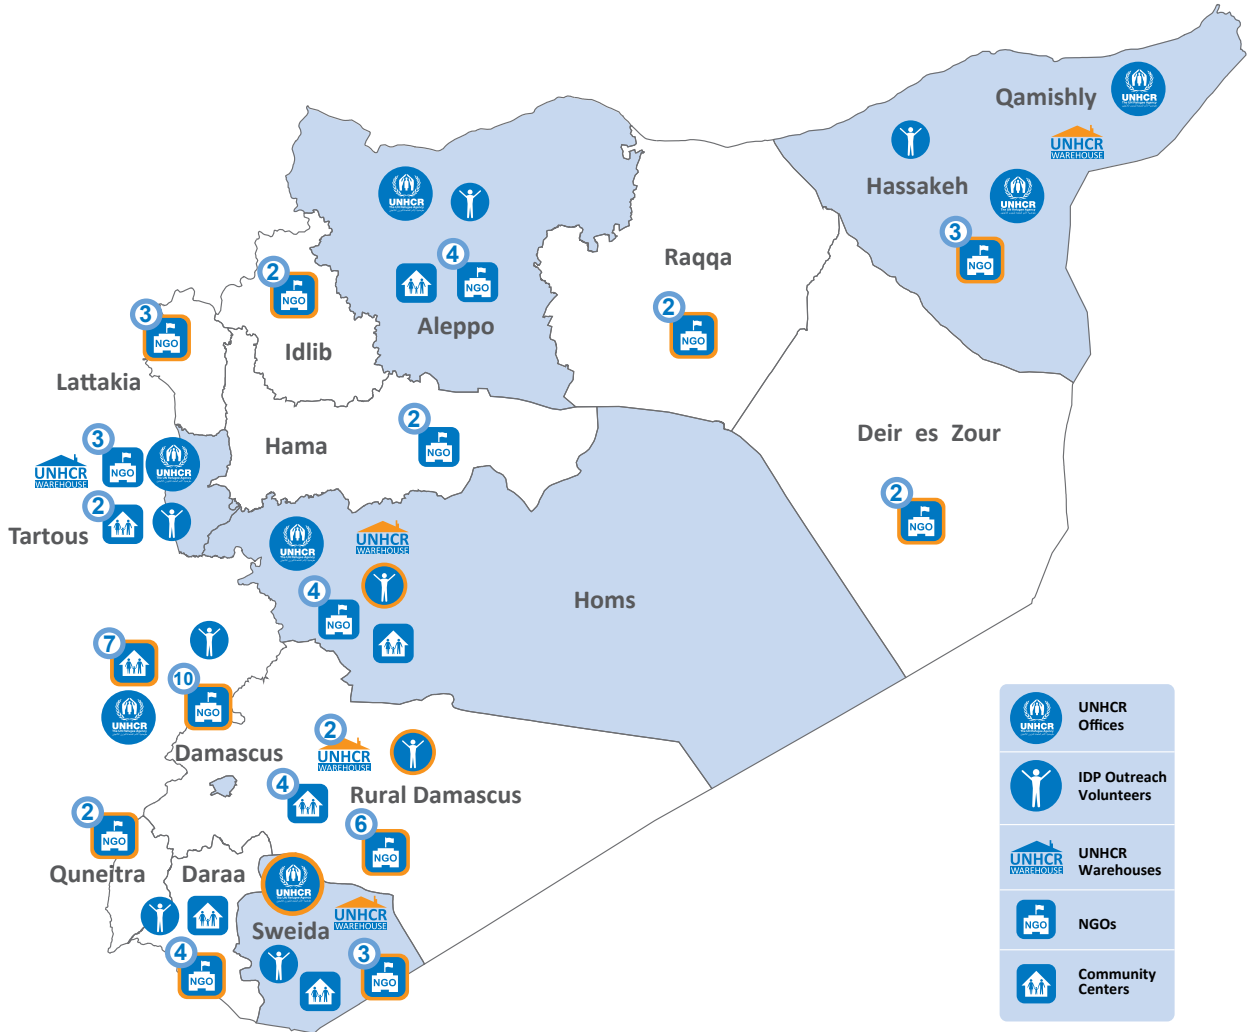 Qamishly
UNHCR
UNHCR
WAREHOUSE
Hassakeh
UNHCR
3
NGO
UNHCR
4
NGO
Aleppo
Raqqa
2
NGO
2
NGO
Idlib
3
NGO
Lattakia
Hama
2
NGO
Deir es Zour
2
NGO
3
NGO
UNHCR
UNHCR
WAREHOUSE
2
Tartous
UNHCR
UNHCR
WAREHOUSE
4
NGO
Homs
7
10
NGO
UNHCR
Damascus
2
UNHCR
WAREHOUSE
4
Rural Damascus
6
NGO
2
NGO
Quneitra
Daraa
4
NGO
UNHCR
UNHCR
WAREHOUSE
Sweida
3
NGO
UNHCR
UNHCR
Offices
IDP Outreach
Volunteers
UNHCR
WAREHOUSE
UNHCR
Warehouses
NGO
NGOs
Community
Centers